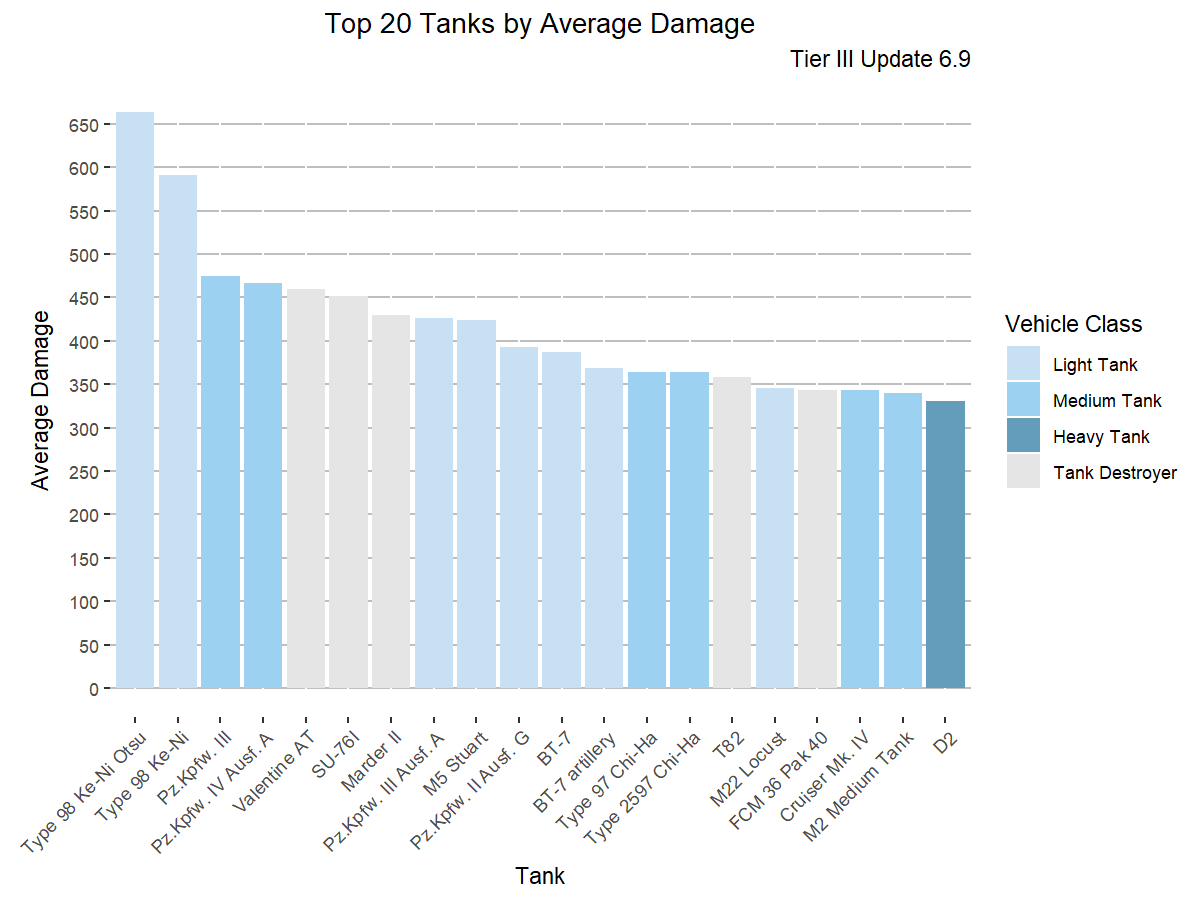 Top 20 Tanks by Average Damage
Tier III Update 6.9
Average Damage
650
600
550
500
450
400
350
300
250
200
150
100
50
0
Type 98 Ke-Ni Otsu
Type 98 Ke-Ni
Pz.Kpfw. III
Pz.Kpfw. IV Ausf. A
Valentine AT
SU-76I
Marder II
Pz.Kpfw. III Ausf. A
M5 Stuart
Pz.Kpfw. II Ausf. G
BT-7
BT-7 artillery
Type 97 Chi-Ha
Type 2597 Chi-Ha
T82
M22 Locust
FCM 36 Pak 40
Cruiser Mk. IV
M2 Medium Tank
D2
Tank
Vehicle Class
Light Tank
Medium Tank
Heavy Tank
Tank Destroyer